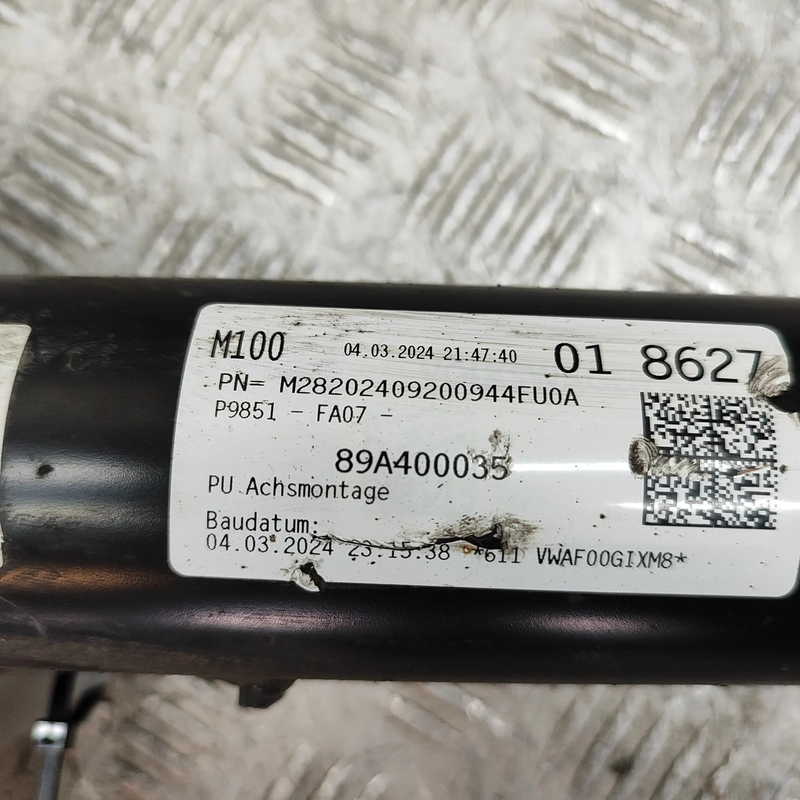 M100 04.03.2024 21:47:40 01 8627
PN= M28202409200944FU0A
P9851 - FA07 -
89A400035
PU Achsmontage
Baudatum:
04.03.2024 23:15:38 *611 VWAF00GIXM8*